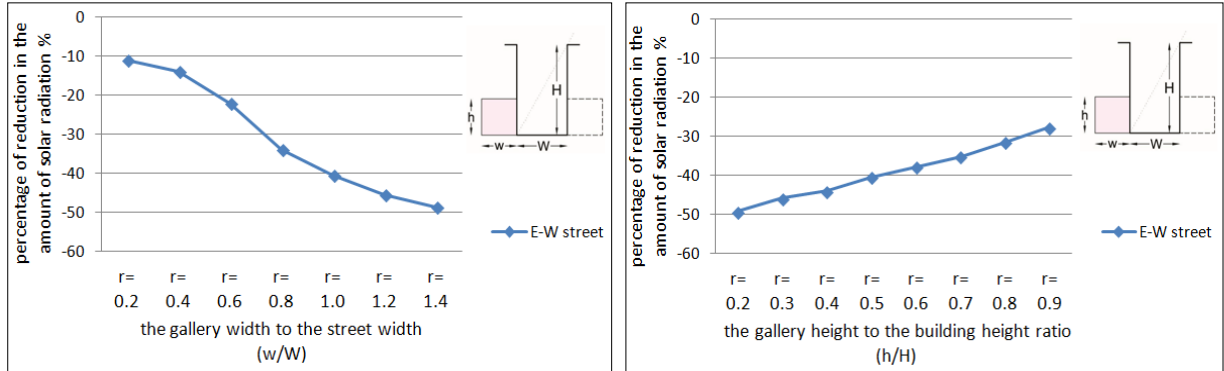 percentage of reduction in the
amount of solar radiation %
0
-10
-20
-30
-40
-50
-60
r= r= r= r= r= r= r=
0.2 0.4 0.6 0.8 1.0 1.2 1.4
the gallery width to the street width
(w/W)
H
h
w W
E-W street
percentage of reduction in the
amount of solar radiation %
0
-10
-20
-30
-40
-50
-60
r= r= r= r= r= r= r= r=
0.2 0.3 0.4 0.5 0.6 0.7 0.8 0.9
the gallery height to the building height ratio
(h/H)
H
h
w W
E-W street